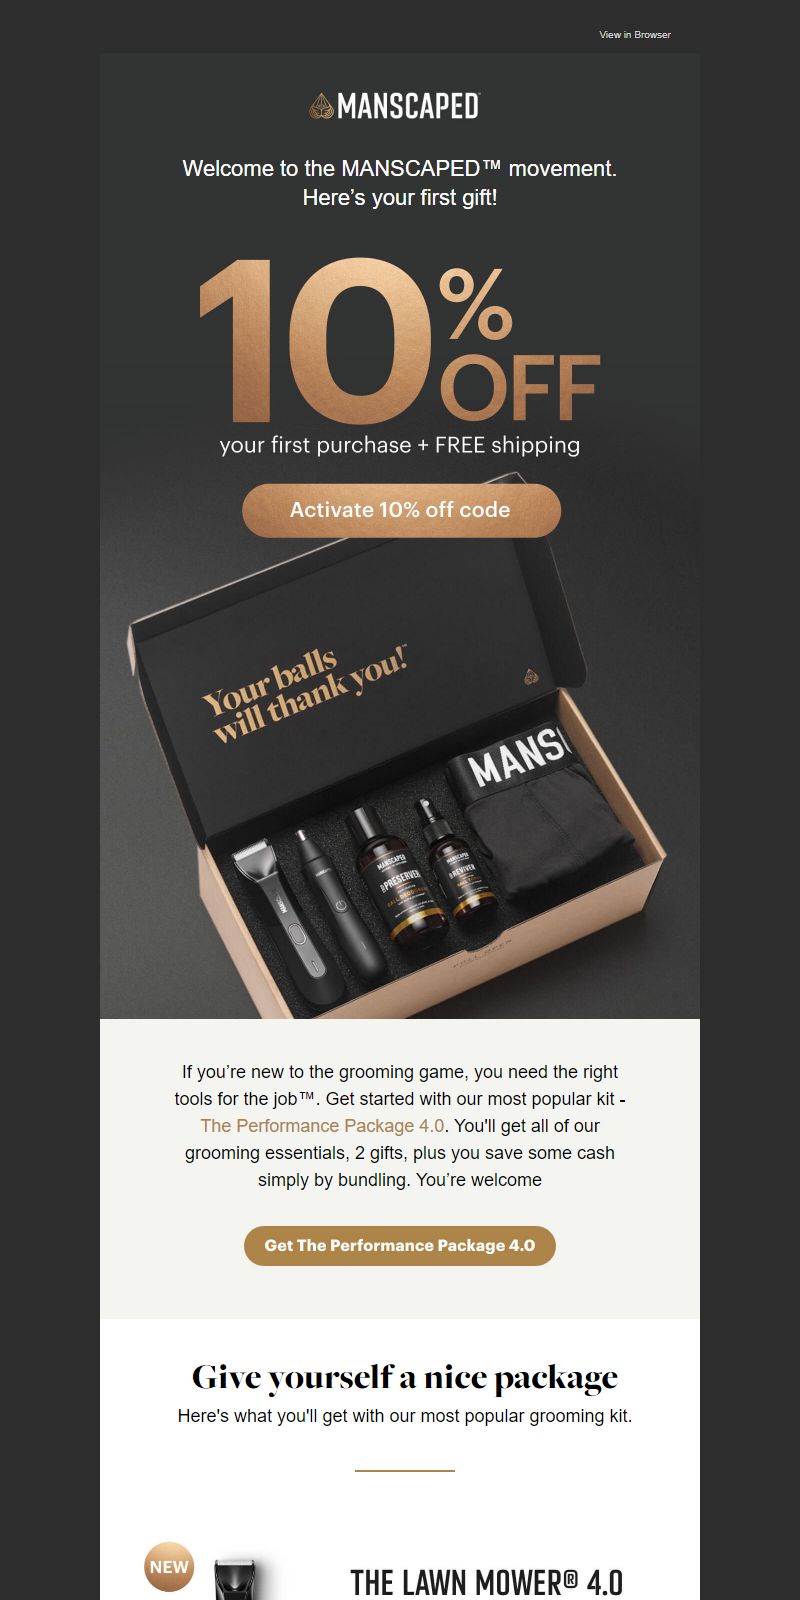 View in Browser
MANSCAPED
Welcome to the MANSCAPED™ movement.
Here’s your first gift!
10%
OFF
your first purchase + FREE shipping
Activate 10% off code
Your balls
will thank you!™
MANS
MANSCAPED
PRESERVER
MANSCAPED
REVIVER
If you’re new to the grooming game, you need the right
tools for the job™. Get started with our most popular kit -
The Performance Package 4.0. You'll get all of our
grooming essentials, 2 gifts, plus you save some cash
simply by bundling. You’re welcome
Get The Performance Package 4.0
Give yourself a nice package
Here's what you'll get with our most popular grooming kit.
NEW
THE LAWN MOWER® 4.0